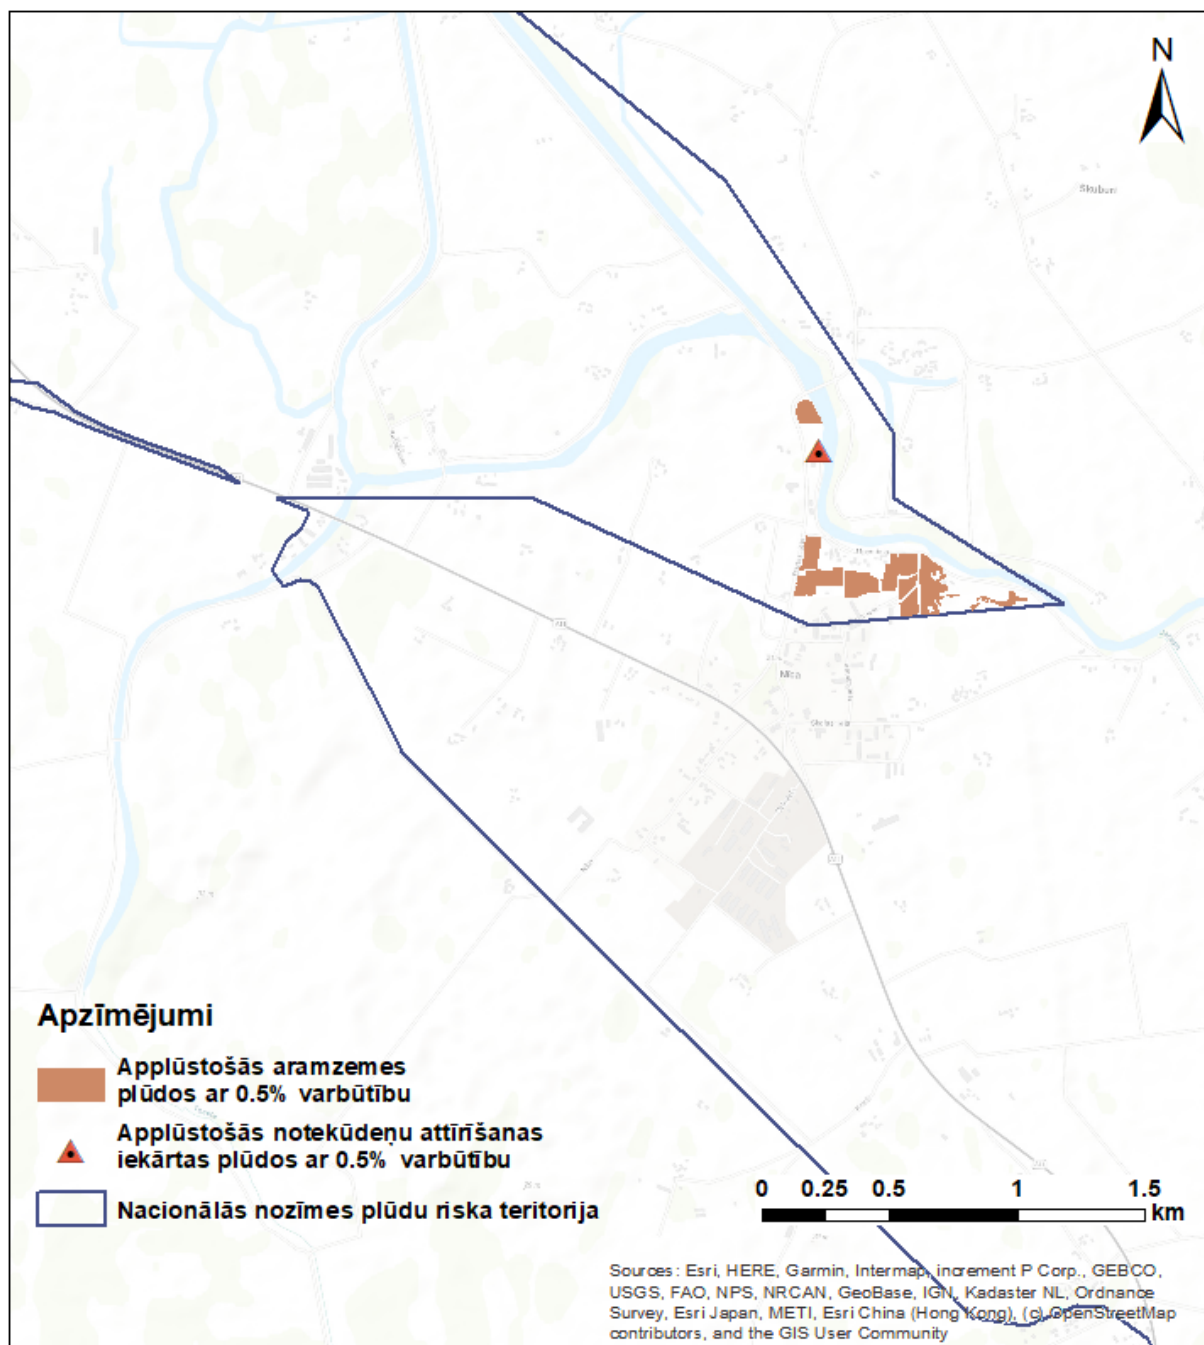 N
Skuburi
Nīca
Apzīmējumi
Applūstošās aramzemes
plūdos ar 0.5% varbūtību
Applūstošās notekūdeņu attīrīšanas
iekārtas plūdos ar 0.5% varbūtību
Nacionālās nozīmes plūdu riska teritorija
0 0.25 0.5 1 1.5
km
Sources: Esri, HERE, Garmin, Intermap, increment P Corp., GEBCO,
USGS, FAO, NPS, NRCAN, GeoBase, IGN, Kadaster NL, Ordnance
Survey, Esri Japan, METI, Esri China (Hong Kong), (c) OpenStreetMap
contributors, and the GIS User Community